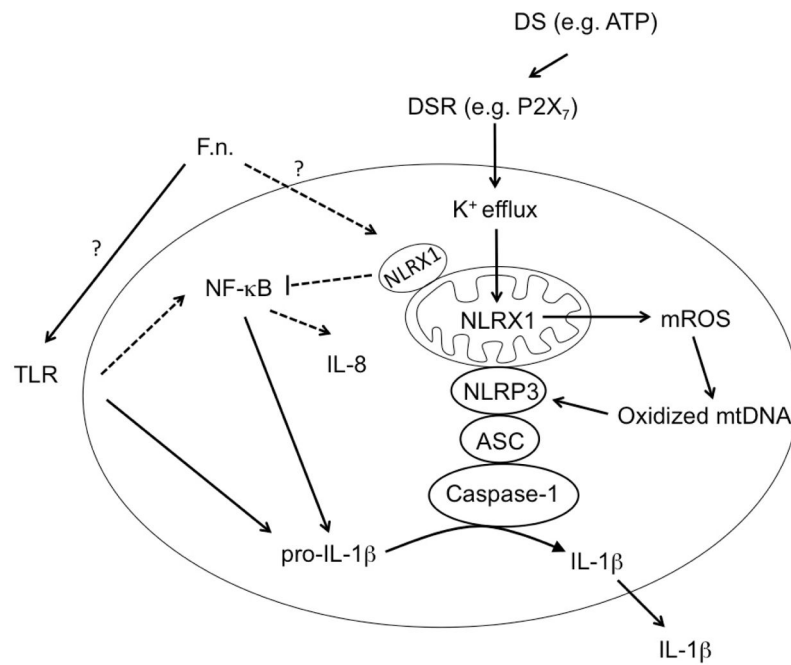 DS (e.g. ATP)
DSR (e.g. P2X₇)
F.n.
?
?
K⁺ efflux
NLRX1
NF-κB
NLRX1
mROS
TLR
IL-8
NLRP3
Oxidized mtDNA
ASC
Caspase-1
pro-IL-1β
IL-1β
IL-1β